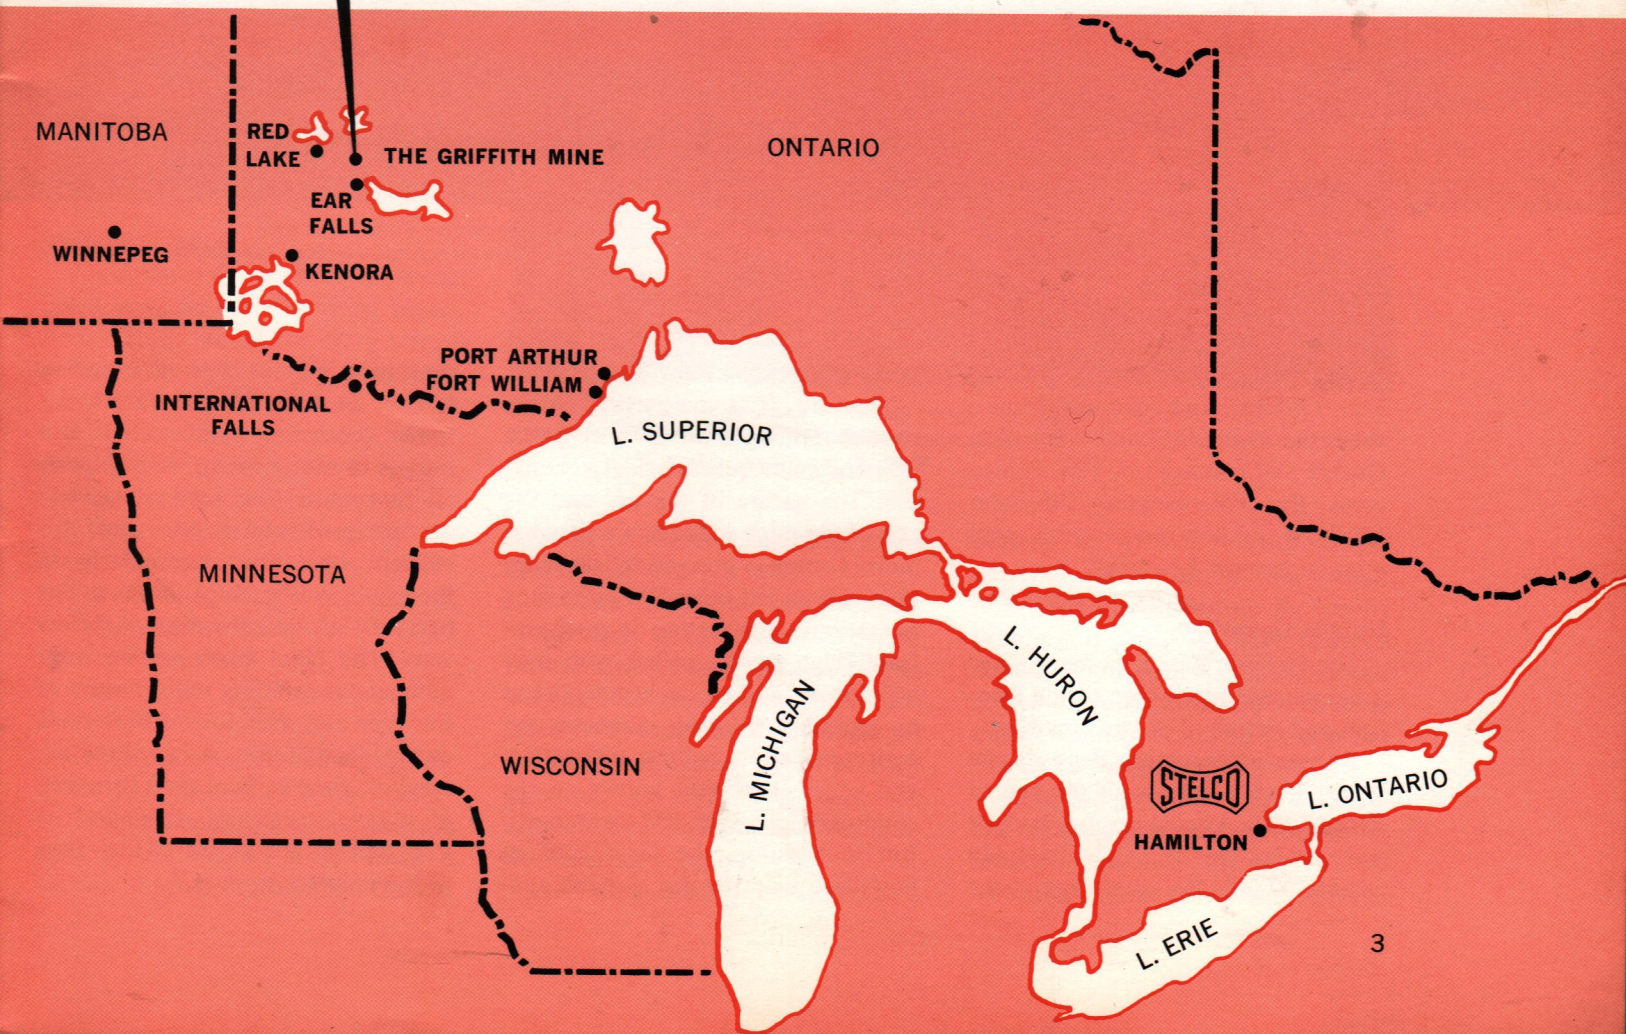 MANITOBA
RED
LAKE
THE GRIFFITH MINE
ONTARIO
EAR
FALLS
WINNEPEG
KENORA
PORT ARTHUR
FORT WILLIAM
INTERNATIONAL
FALLS
L. SUPERIOR
MINNESOTA
L. HURON
L. MICHIGAN
WISCONSIN
STELCO
L. ONTARIO
HAMILTON
L. ERIE
3